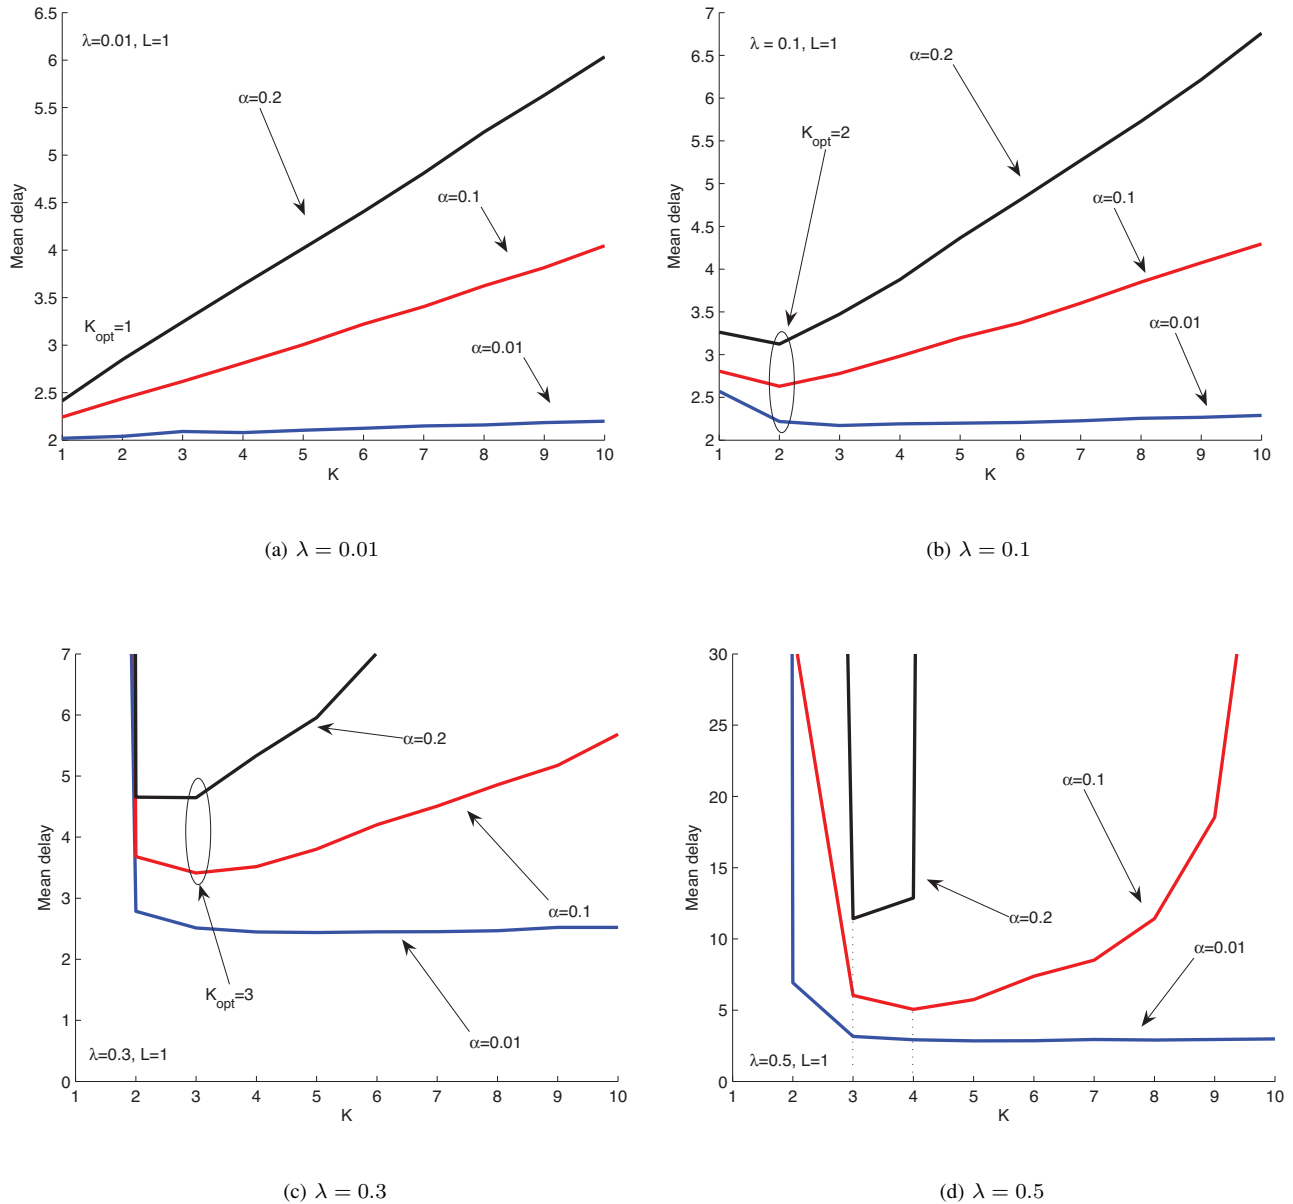 λ=0.01, L=1
α=0.2
α=0.1
K_opt=1
α=0.01
Mean delay
6.5
6
5.5
5
4.5
4
3.5
3
2.5
2
1 2 3 4 5 6 7 8 9 10
K
(a) λ = 0.01
λ = 0.1, L=1
α=0.2
K_opt=2
α=0.1
α=0.01
Mean delay
7
6.5
6
5.5
5
4.5
4
3.5
3
2.5
2
1 2 3 4 5 6 7 8 9 10
K
(b) λ = 0.1
α=0.2
α=0.1
K_opt=3
α=0.01
λ=0.3, L=1
Mean delay
7
6
5
4
3
2
1
0
1 2 3 4 5 6 7 8 9 10
K
(c) λ = 0.3
α=0.1
α=0.2
α=0.01
λ=0.5, L=1
Mean delay
30
25
20
15
10
5
0
1 2 3 4 5 6 7 8 9 10
K
(d) λ = 0.5